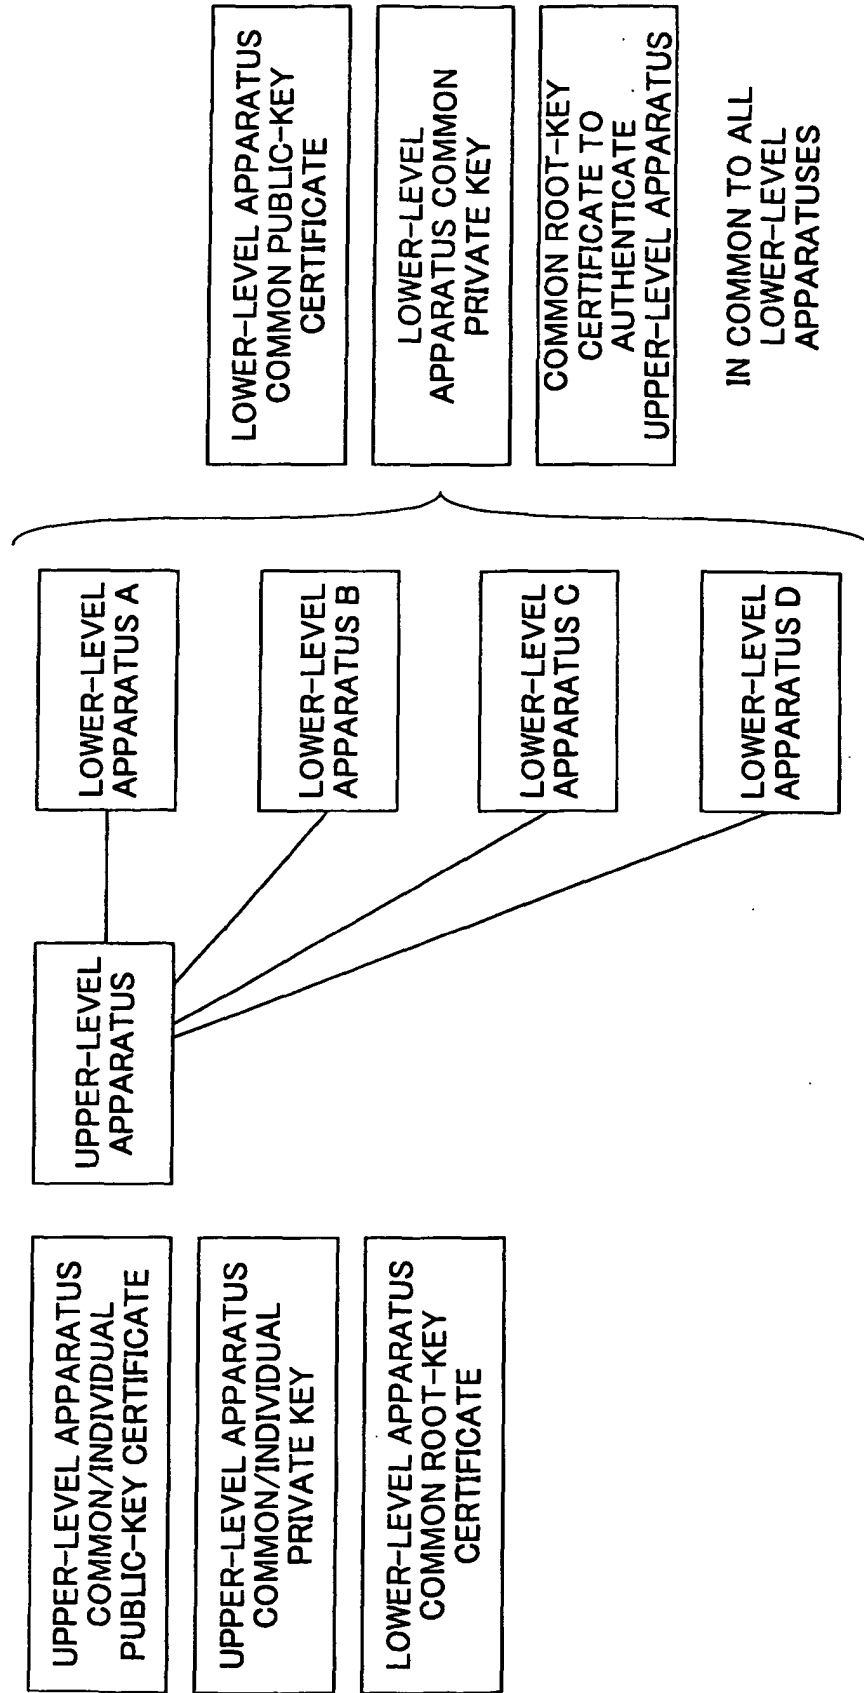 UPPER-LEVEL APPARATUS
COMMON/INDIVIDUAL
PUBLIC-KEY CERTIFICATE
UPPER-LEVEL APPARATUS
COMMON/INDIVIDUAL
PRIVATE KEY
LOWER-LEVEL APPARATUS
COMMON ROOT-KEY
CERTIFICATE
UPPER-LEVEL
APPARATUS
LOWER-LEVEL
APPARATUS A
LOWER-LEVEL
APPARATUS B
LOWER-LEVEL
APPARATUS C
LOWER-LEVEL
APPARATUS D
LOWER-LEVEL APPARATUS
COMMON PUBLIC-KEY
CERTIFICATE
LOWER-LEVEL
APPARATUS COMMON
PRIVATE KEY
COMMON ROOT-KEY
CERTIFICATE TO
AUTHENTICATE
UPPER-LEVEL APPARATUS
IN COMMON TO ALL
LOWER-LEVEL
APPARATUSES